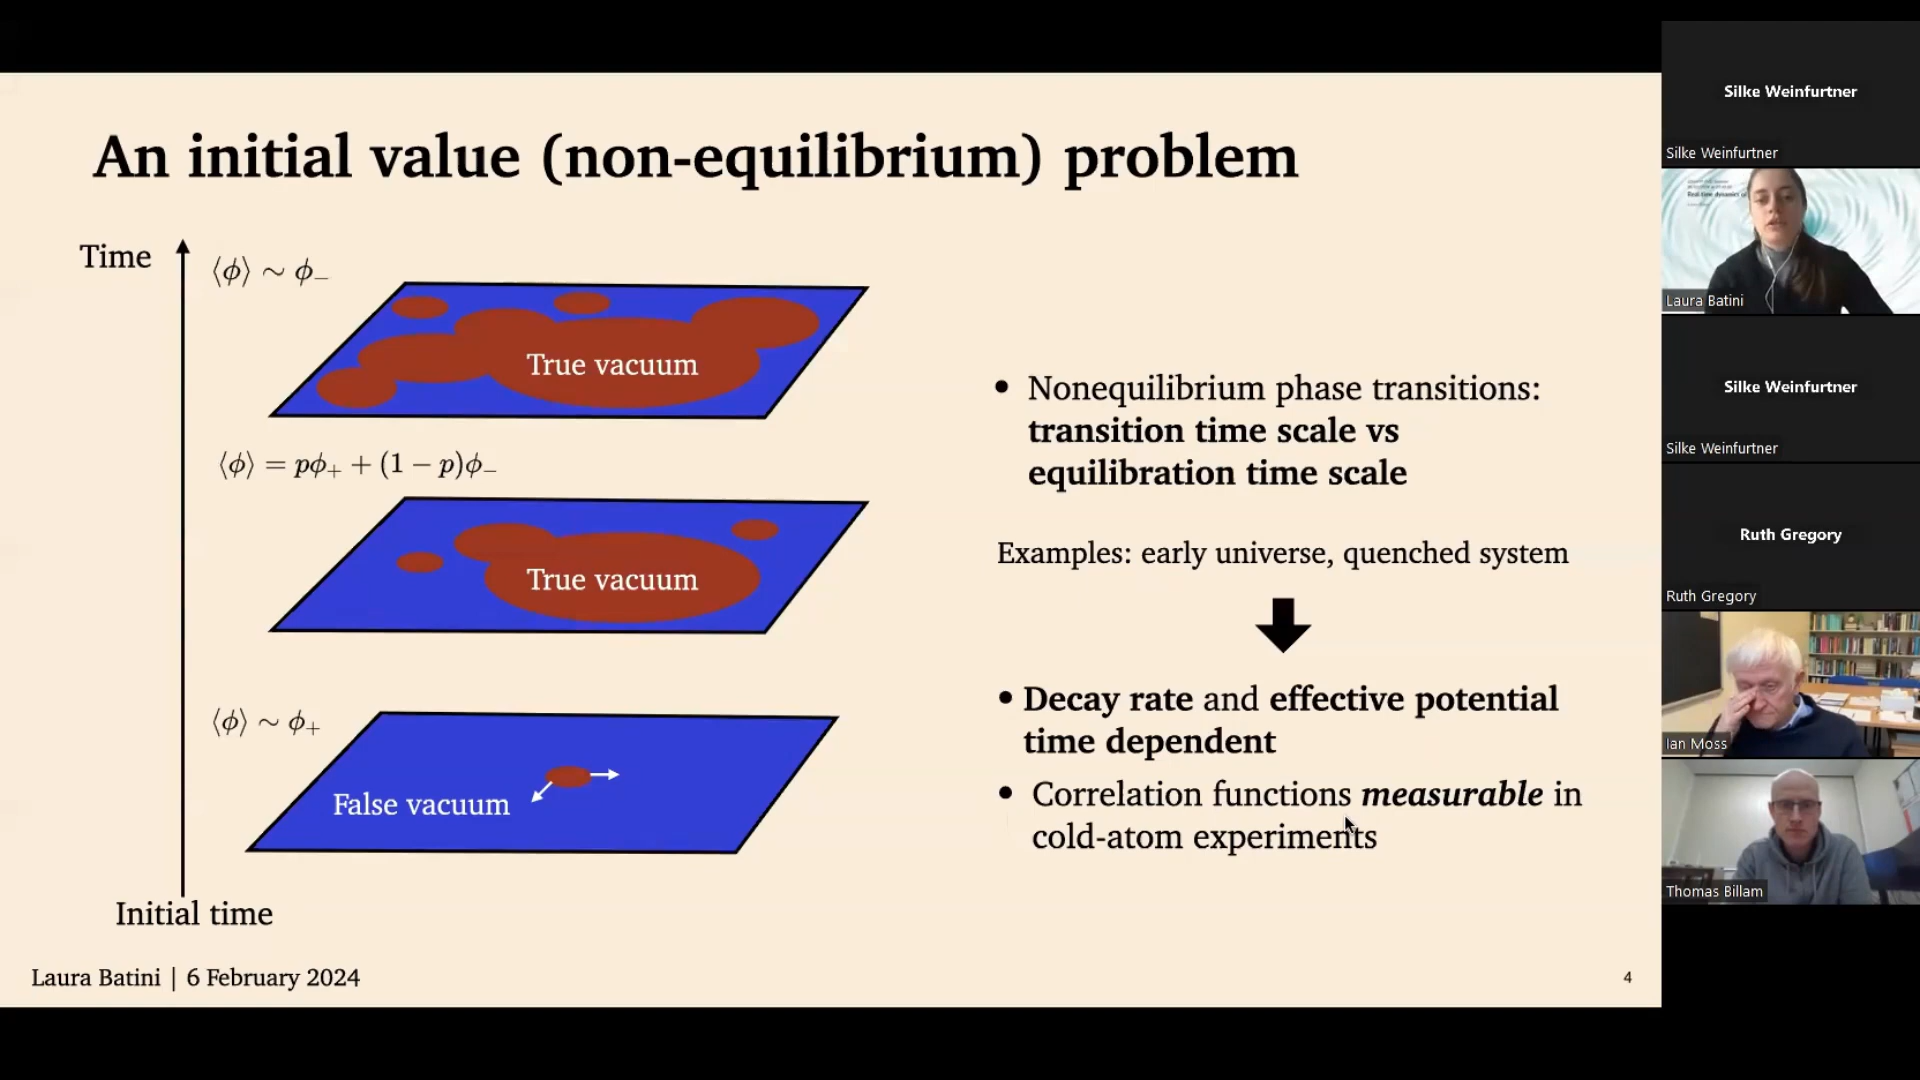 An initial value (non-equilibrium) problem
Time
⟨ϕ⟩ ∼ ϕ₋
True vacuum
⟨ϕ⟩ = pϕ₊ + (1 − p)ϕ₋
True vacuum
⟨ϕ⟩ ∼ ϕ₊
False vacuum
Initial time
• Nonequilibrium phase transitions:
transition time scale vs
equilibration time scale
Examples: early universe, quenched system
• Decay rate and effective potential
time dependent
• Correlation functions measurable in
cold-atom experiments
Laura Batini | 6 February 2024
4
Silke Weinfurtner
Silke Weinfurtner
Laura Batini
Silke Weinfurtner
Silke Weinfurtner
Ruth Gregory
Ruth Gregory
Ian Moss
Thomas Billam